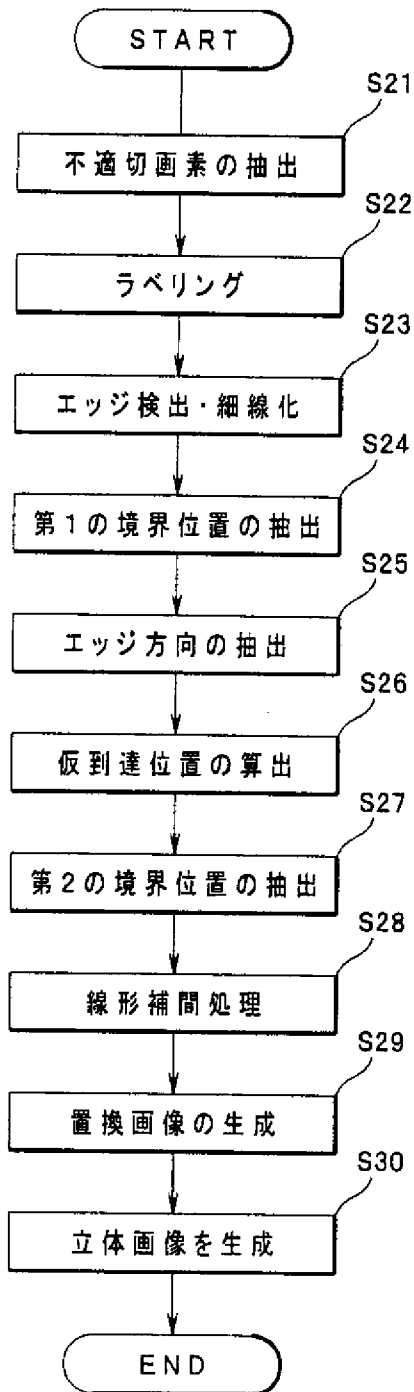 START
S21
不適切画素の抽出
S22
ラベリング
S23
エッジ検出・細線化
S24
第1の境界位置の抽出
S25
エッジ方向の抽出
S26
仮到達位置の算出
S27
第2の境界位置の抽出
S28
線形補間処理
S29
置換画像の生成
S30
立体画像を生成
END